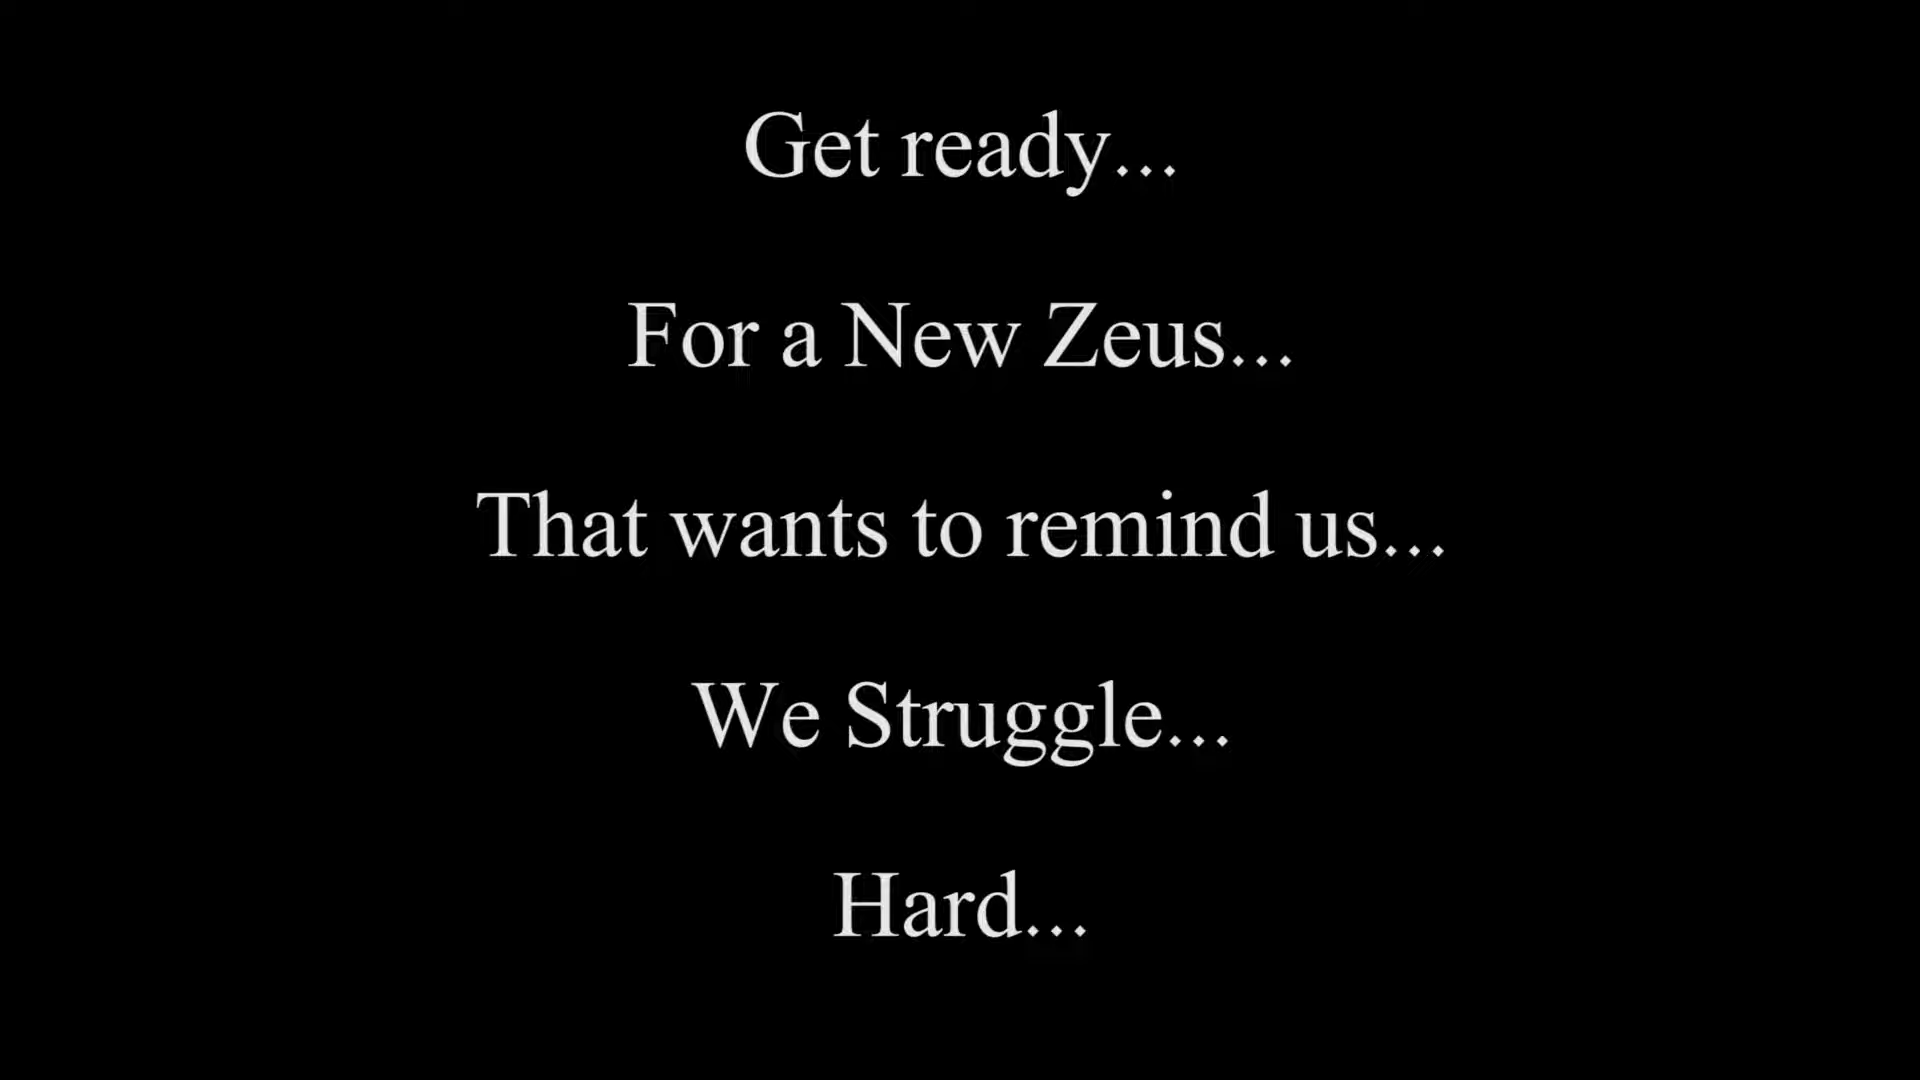 Get ready...
For a New Zeus...
That wants to remind us...
We Struggle...
Hard...